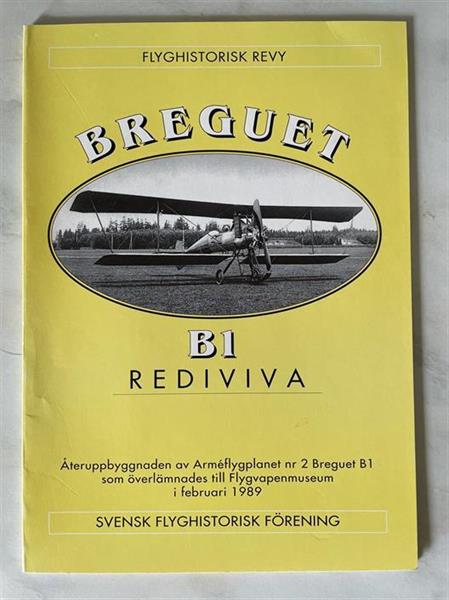 FLYGHISTORISK REVY
BREGUET
B1
REDIVIVA
Återuppbyggnaden av Arméflygplanet nr 2 Breguet B1
som överlämnades till Flygvapenmuseum
i februari 1989
SVENSK FLYGHISTORISK FÖRENING